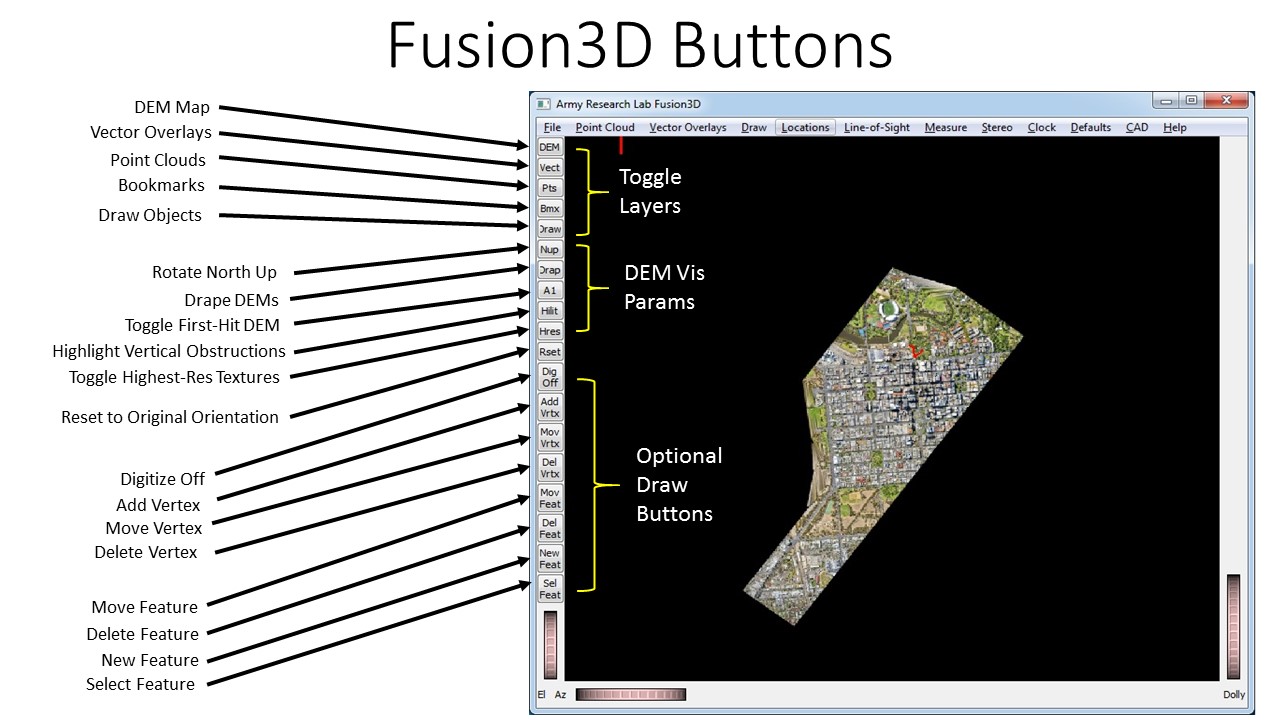 Fusion3D Buttons
DEM Map
Vector Overlays
Point Clouds
Bookmarks
Draw Objects
Rotate North Up
Drape DEMs
Toggle First-Hit DEM
Highlight Vertical Obstructions
Toggle Highest-Res Textures
Reset to Original Orientation
Digitize Off
Add Vertex
Move Vertex
Delete Vertex
Move Feature
Delete Feature
New Feature
Select Feature
Army Research Lab Fusion3D
File Point Cloud Vector Overlays Draw Locations Line-of-Sight Measure Stereo Clock Defaults CAD Help
DEM
Vect
Pts
Bmx
Draw
Nup
Drap
A1
Hilit
Hres
Rset
Dig
Off
Add
Vrtx
Mov
Vrtx
Del
Vrtx
Mov
Feat
Del
Feat
New
Feat
Sel
Feat
Toggle
Layers
DEM Vis
Params
Optional
Draw
Buttons
El Az
Dolly